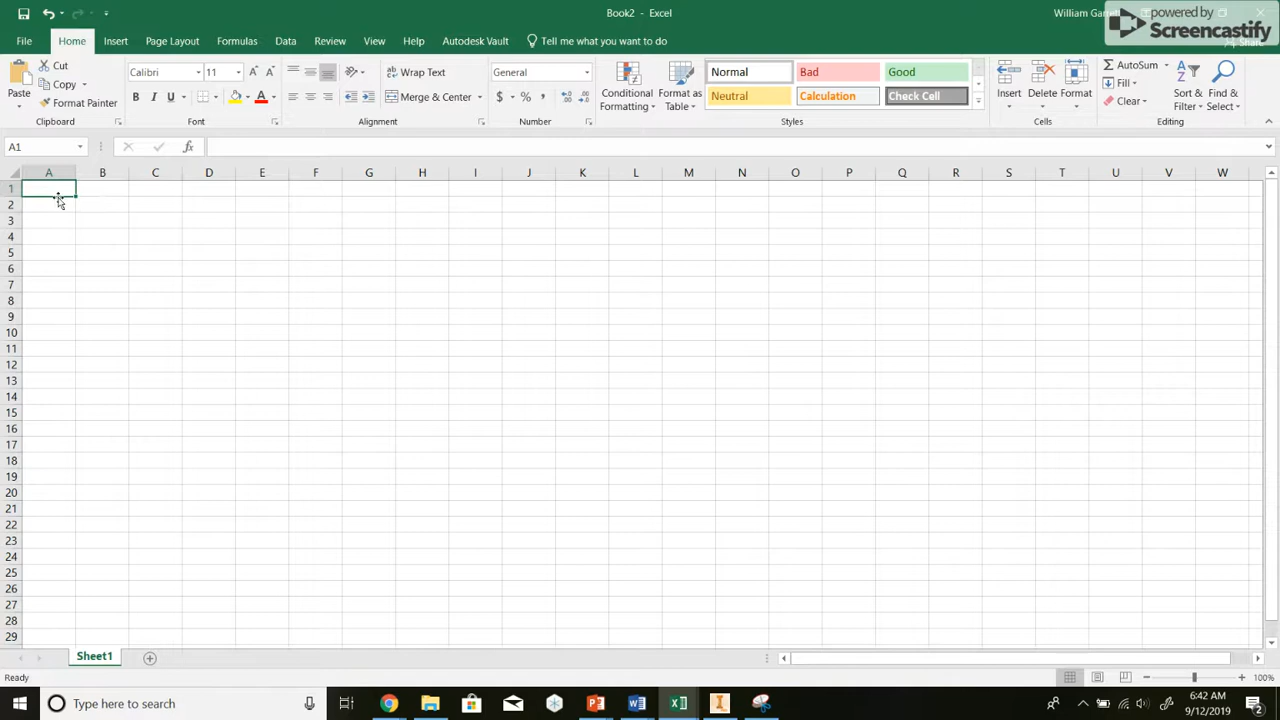 Book2 - Excel
William Garrett
powered by
Screencastify
File Home Insert Page Layout Formulas Data Review View Help Autodesk Vault Tell me what you want to do
Share
Paste
Cut
Copy
Format Painter
Clipboard
Calibri 11
B I U
Font
Wrap Text
Merge & Center
Alignment
General
$ % ,
Number
Conditional Formatting
Format as Table
Normal Bad Good
Neutral Calculation Check Cell
Styles
Insert Delete Format
Cells
AutoSum
Fill
Clear
Sort & Filter
Find & Select
Editing
A1 fx
A B C D E F G H I J K L M N O P Q R S T U V W
1
2
3
4
5
6
7
8
9
10
11
12
13
14
15
16
17
18
19
20
21
22
23
24
25
26
27
28
29
Sheet1
Ready
100%
Type here to search
6:42 AM
9/12/2019
2